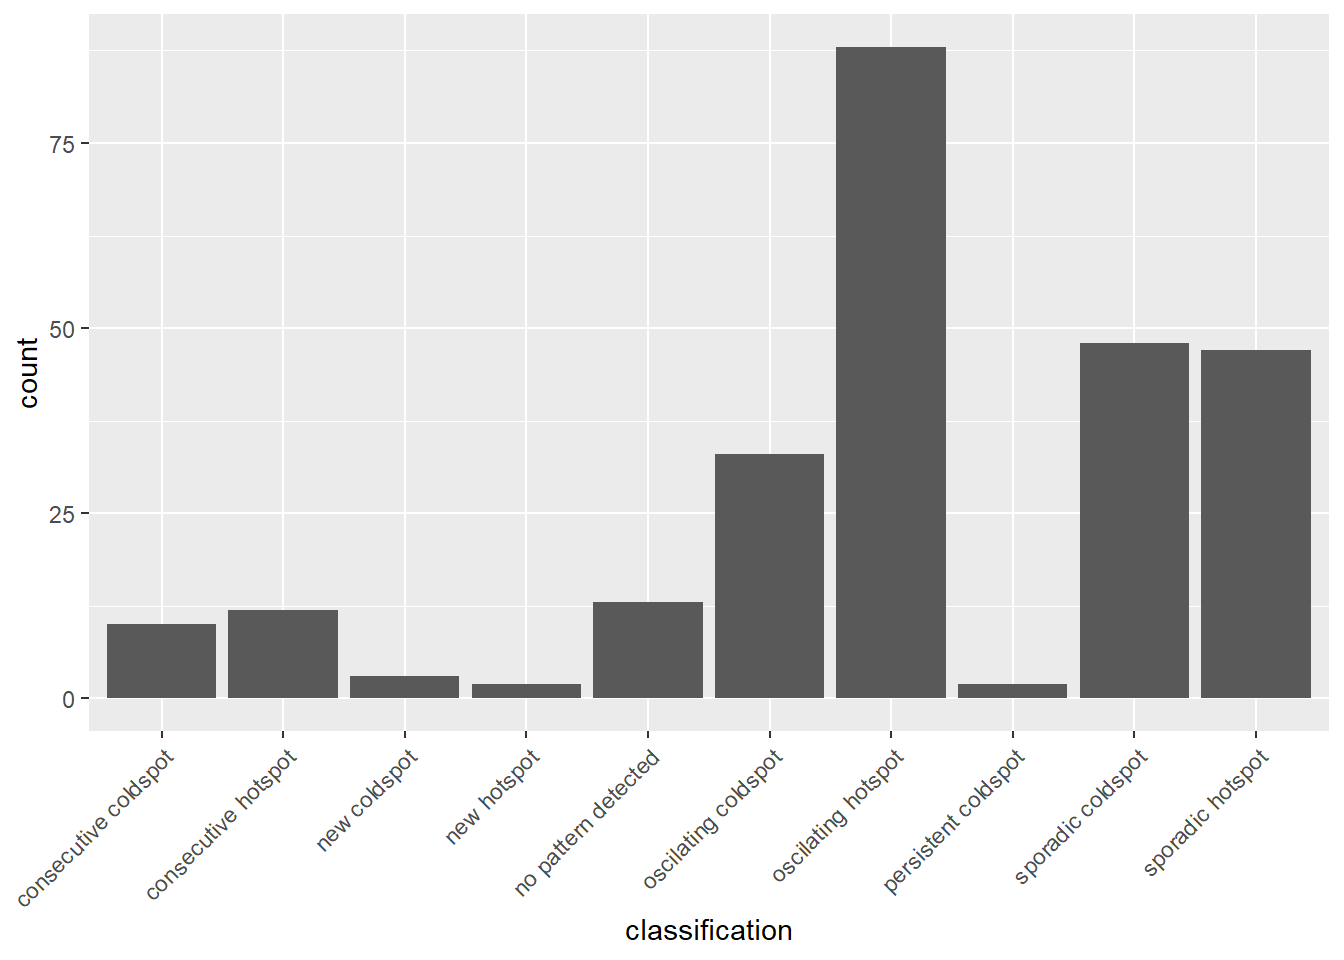 count
75
50
25
0
consecutive coldspot
consecutive hotspot
new coldspot
new hotspot
no pattern detected
oscilating coldspot
oscilating hotspot
persistent coldspot
sporadic coldspot
sporadic hotspot
classification